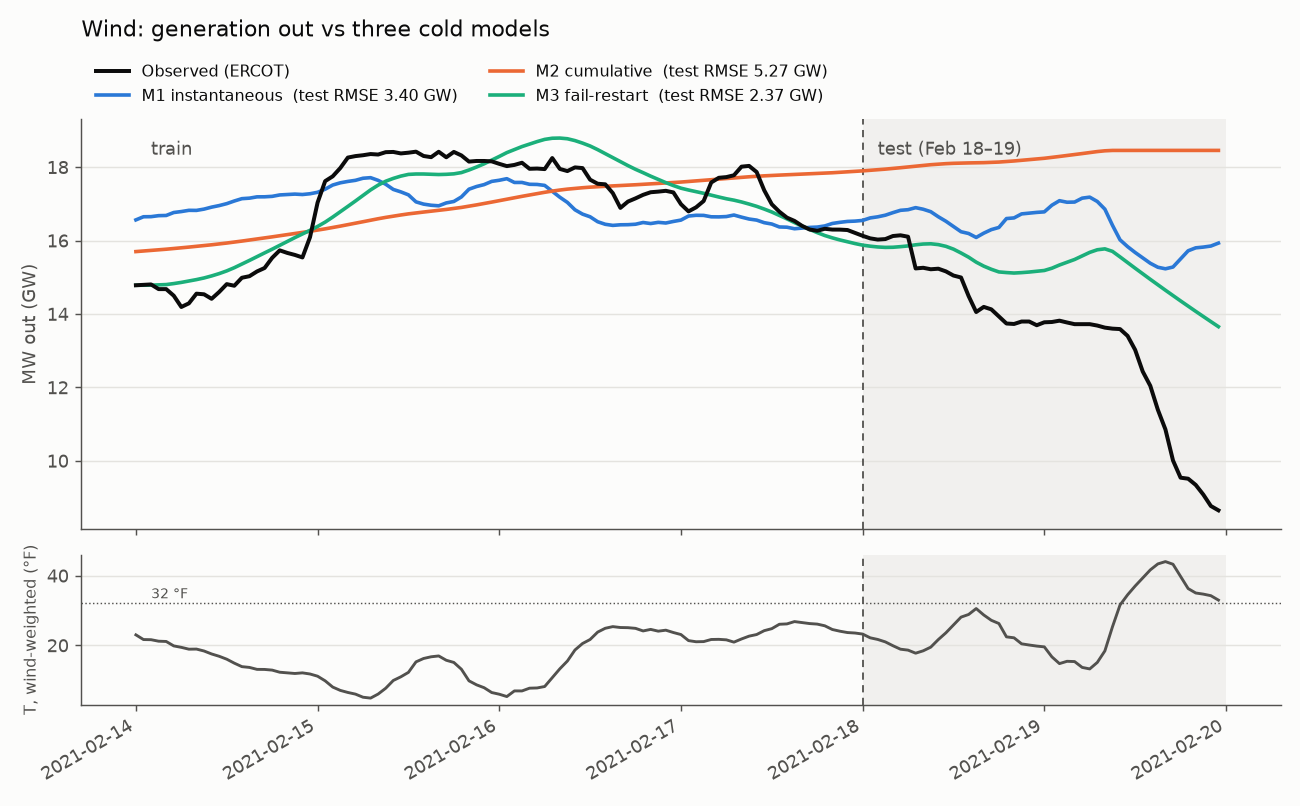 Wind: generation out vs three cold models
Observed (ERCOT)
M1 instantaneous  (test RMSE 3.40 GW)
M2 cumulative  (test RMSE 5.27 GW)
M3 fail-restart  (test RMSE 2.37 GW)
train
test (Feb 18–19)
MW out (GW)
18
16
14
12
10
T, wind-weighted (°F)
40
20
32 °F
2021-02-14
2021-02-15
2021-02-16
2021-02-17
2021-02-18
2021-02-19
2021-02-20